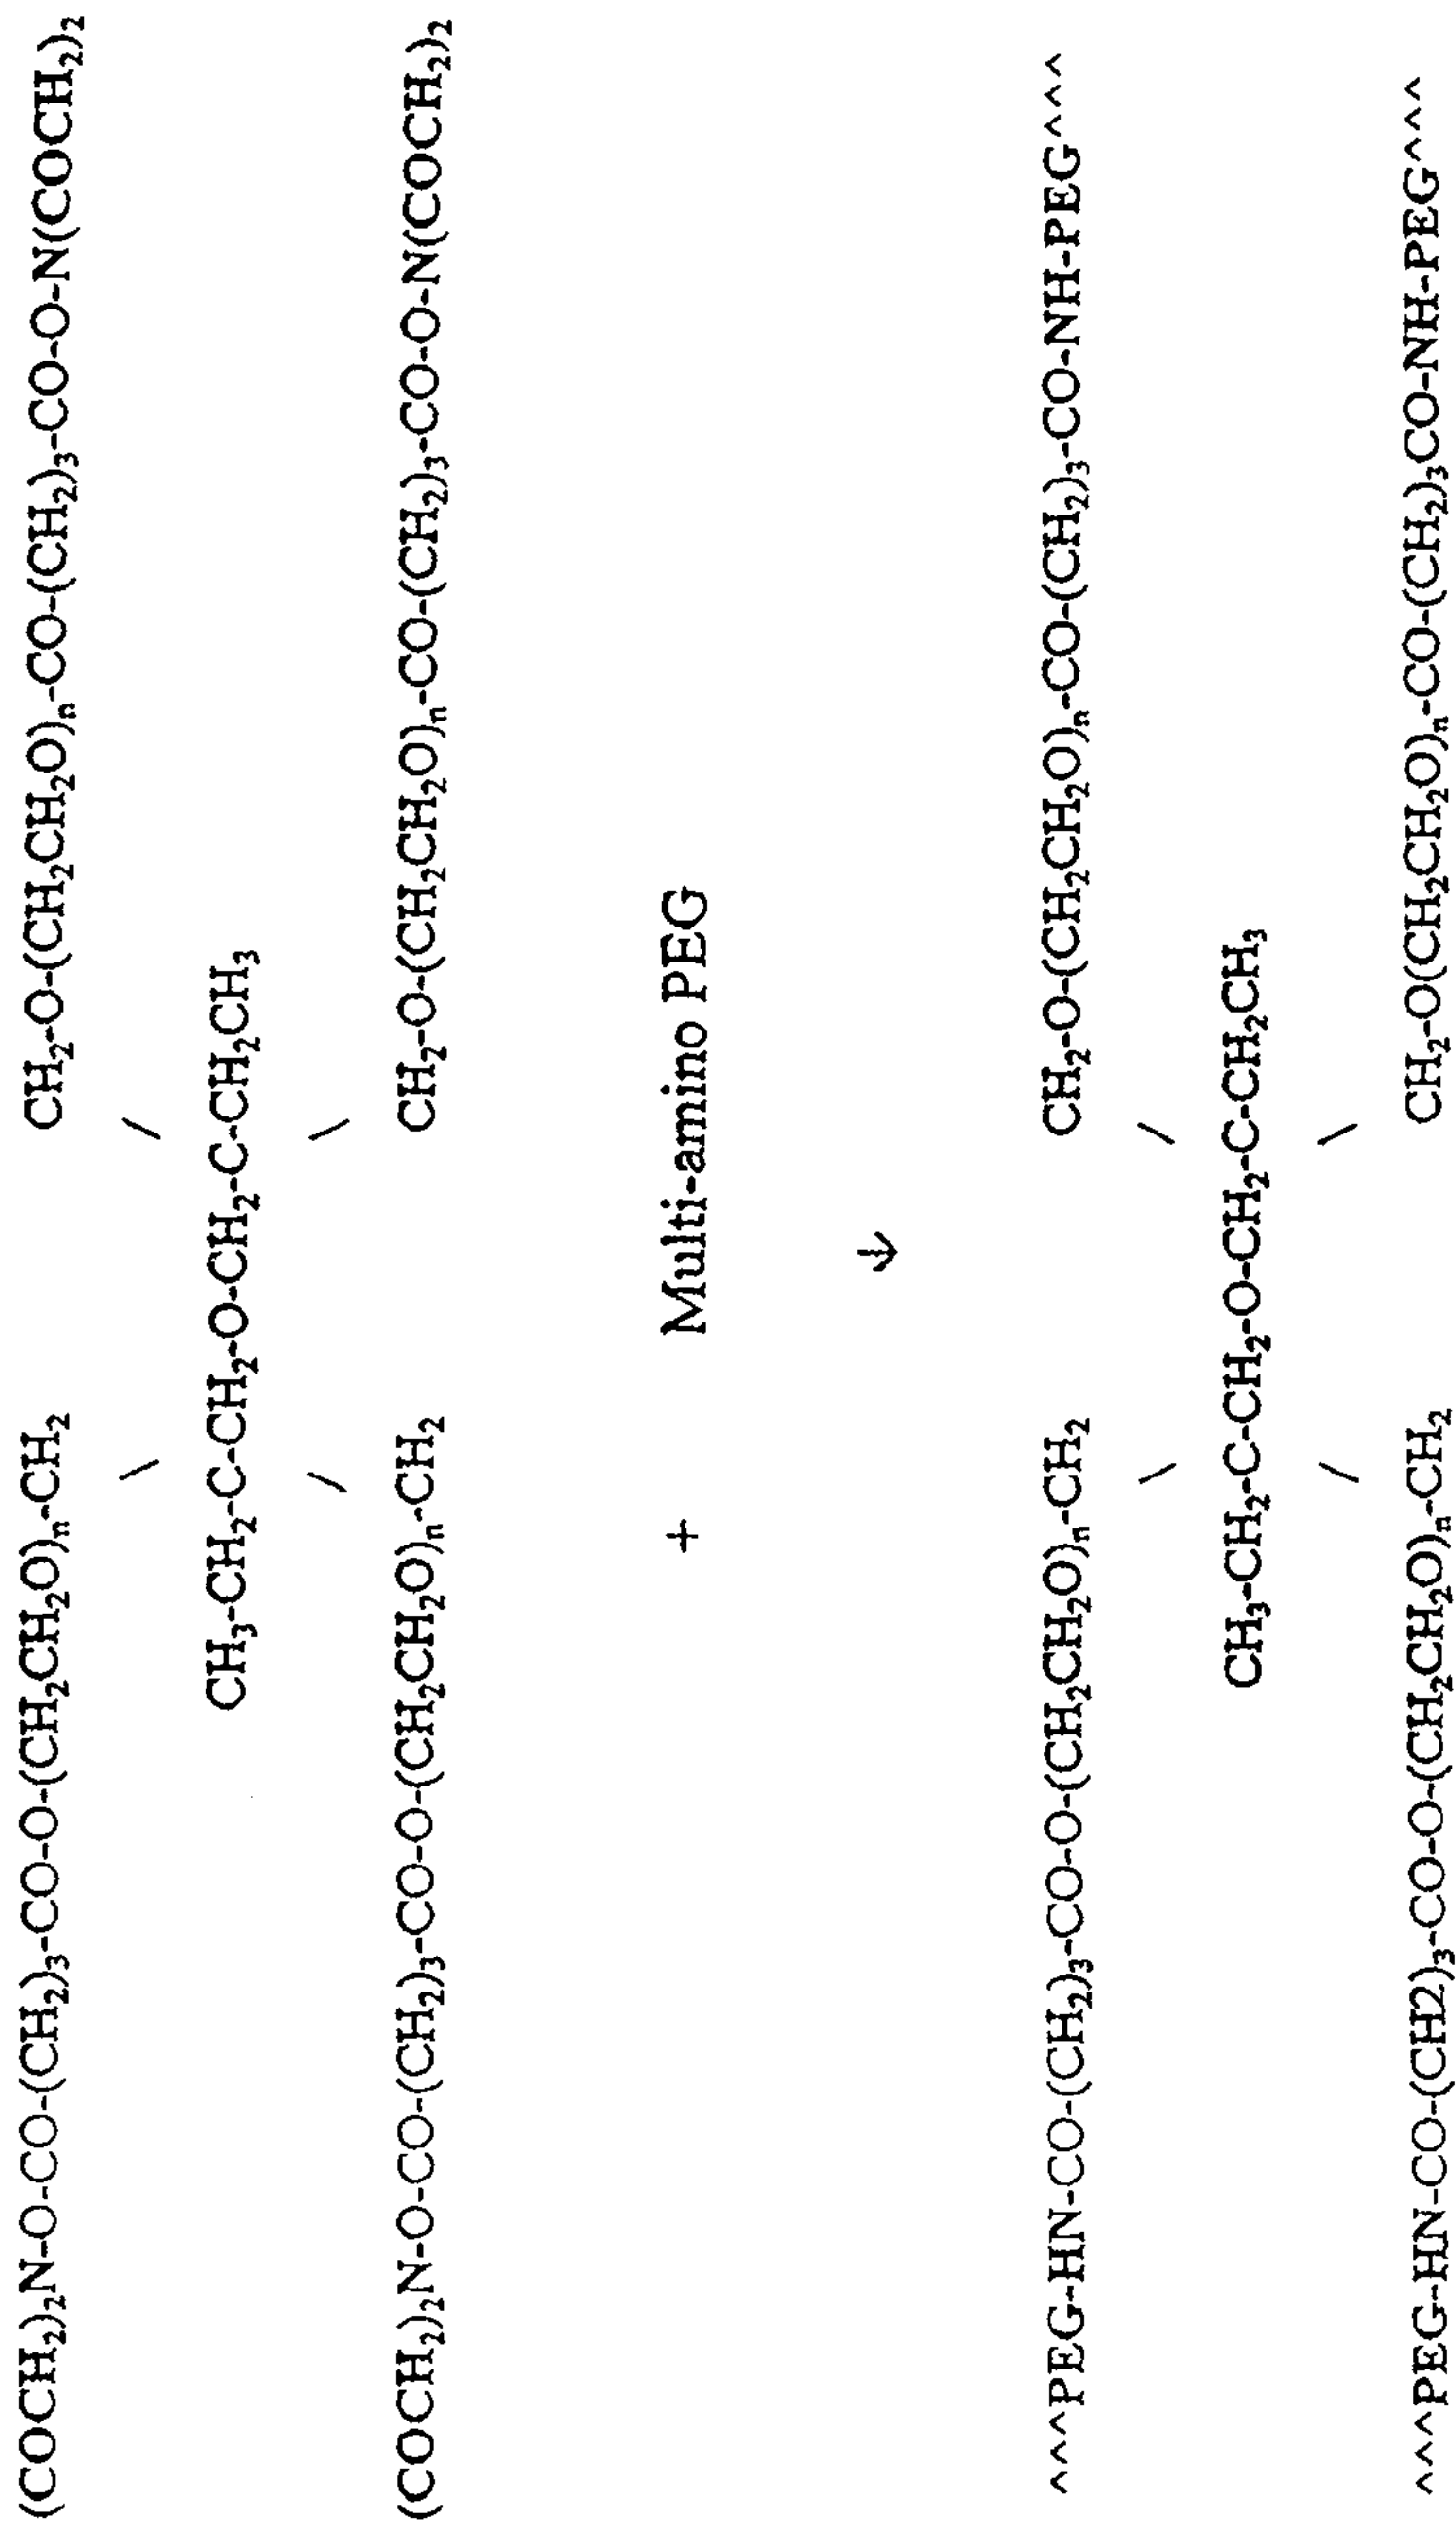 (COCH₂)₂N-O-CO-(CH₂)₃-CO-O-(CH₂CH₂O)ₙ-CH₂ CH₂-O-(CH₂CH₂O)ₙ-CO-(CH₂)₃-CO-O-N(COCH₂)₂
\ /
CH₃-CH₂-C-CH₂-O-OCH₂-C-CH₂CH₃
/ \
(COCH₂)₂N-O-CO-(CH₂)₃-CO-O-(CH₂CH₂O)ₙ-CH₂ CH₂-O-(CH₂CH₂O)ₙ-CO-(CH₂)₃-CO-O-N(COCH₂)₂
+ Multi-amino PEG
↓
^^^PEG-HN-CO-(CH₂)₃-CO-O-(CH₂CH₂O)ₙ-CH₂ CH₂-O-(CH₂CH₂O)ₙ-CO-(CH₂)₃-CO-NH-PEG^^^
\ /
CH₃-CH₂-C-CH₂-O-CH₂-C-CH₂CH₃
/ \
^^^PEG-HN-CO-(CH2)₃-CO-O-(CH₂CH₂O)ₙ-CH₂ CH₂-O(CH₂CH₂O)ₙ-CO-(CH₂)₃CO-NH-PEG^^^